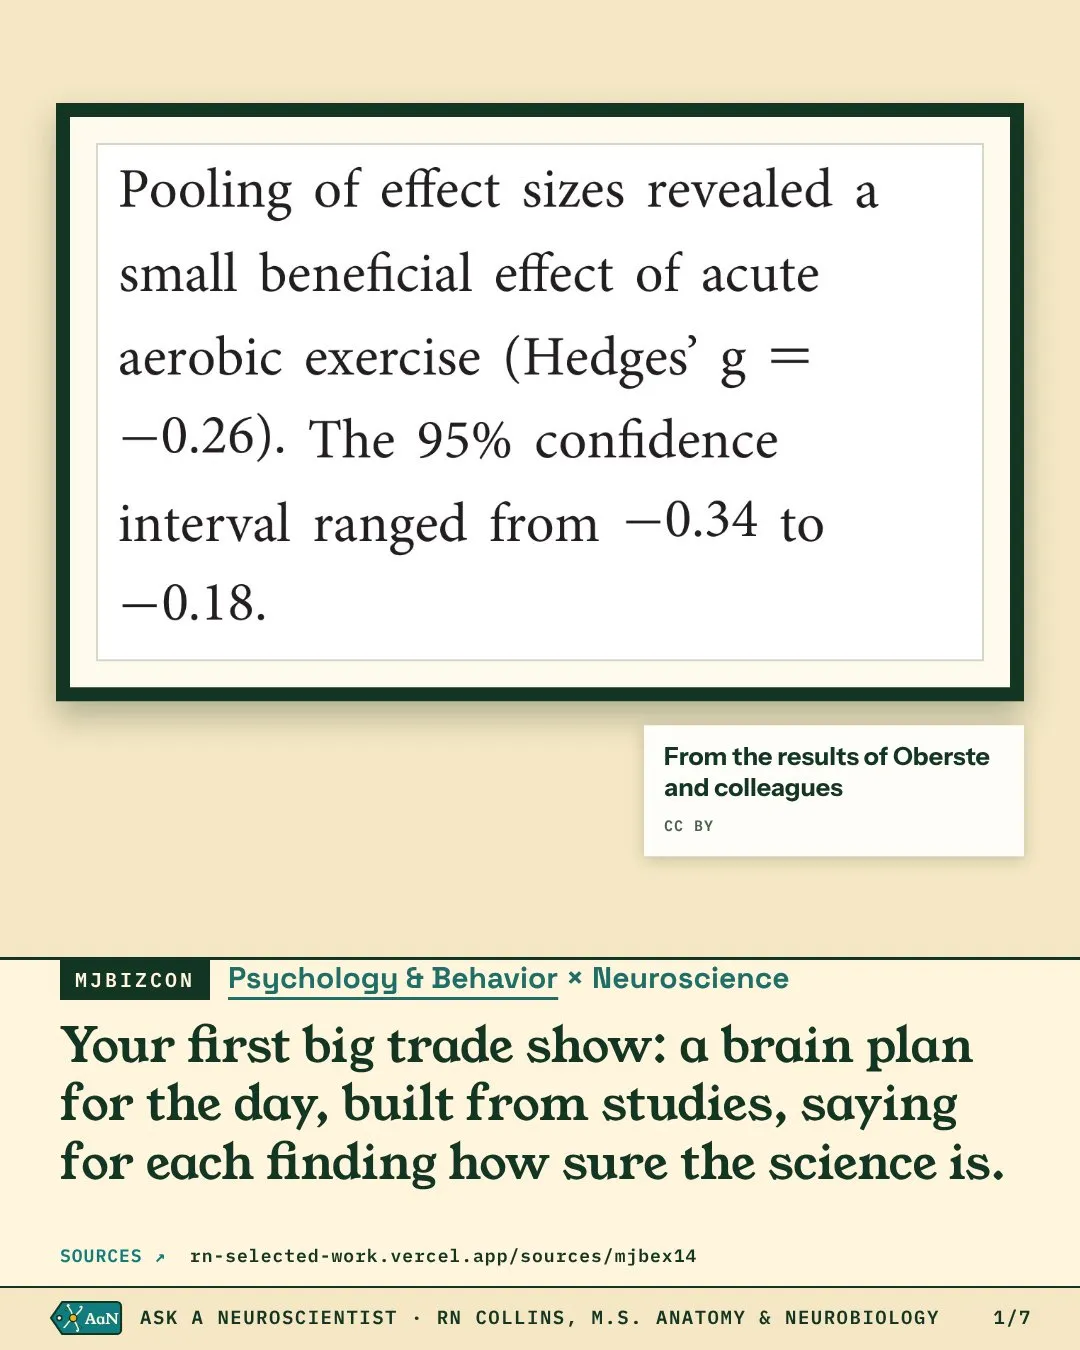 Pooling of effect sizes revealed a
small beneficial effect of acute
aerobic exercise (Hedges’ g =
−0.26). The 95% confidence
interval ranged from −0.34 to
−0.18.
From the results of Oberste
and colleagues
CC BY
MJBIZCON Psychology & Behavior × Neuroscience
Your first big trade show: a brain plan
for the day, built from studies, saying
for each finding how sure the science is.
SOURCES ↗ rn-selected-work.vercel.app/sources/mjbex14
AaN ASK A NEUROSCIENTIST · RN COLLINS, M.S. ANATOMY & NEUROBIOLOGY 1/7